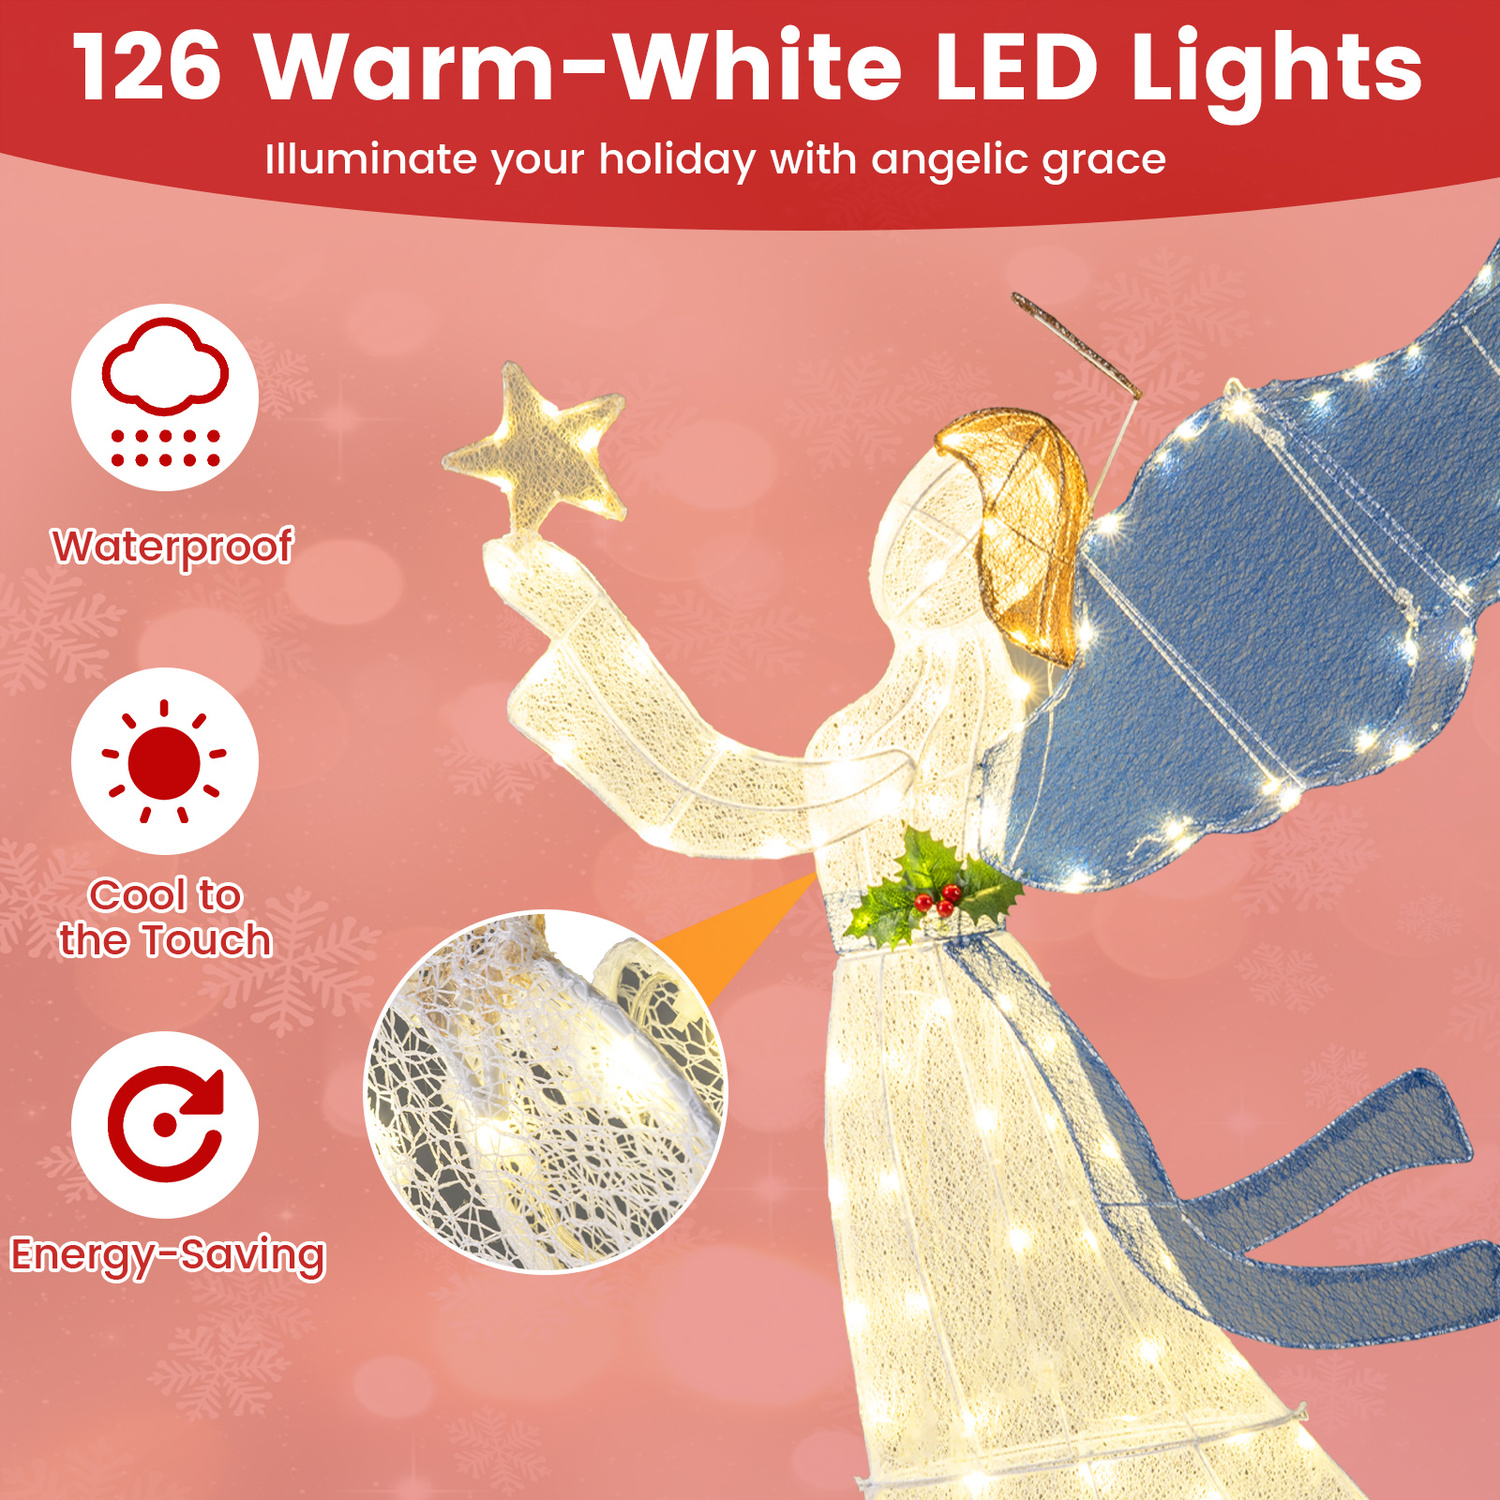 126 Warm-White LED Lights
Illuminate your holiday with angelic grace
Waterproof
Cool to
the Touch
Energy-Saving